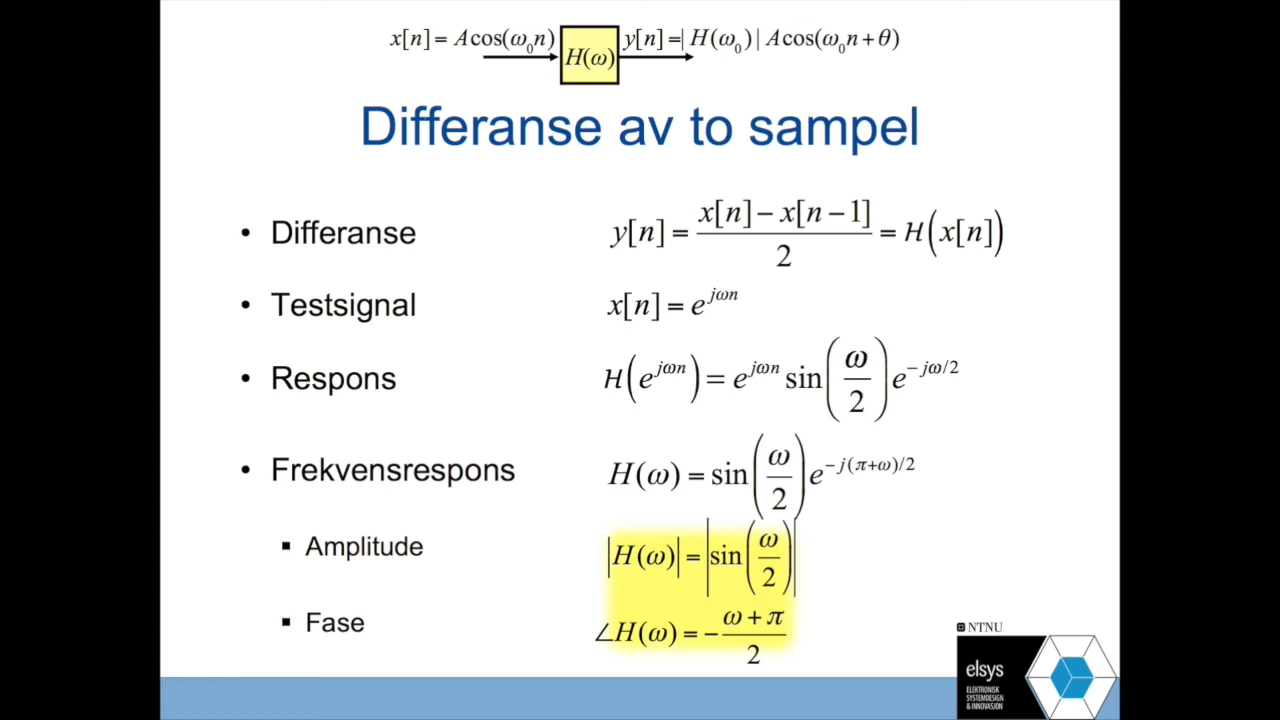 x[n] = A cos(ω₀n) H(ω) y[n] =| H(ω₀) | A cos(ω₀n + θ)
Differanse av to sampel
• Differanse y[n] = (x[n] − x[n − 1]) / 2 = H(x[n])
• Testsignal x[n] = e^{jωn}
• Respons H(e^{jωn}) = e^{jωn} sin(ω/2) e^{−jω/2}
• Frekvensrespons H(ω) = sin(ω/2) e^{−j(π+ω)/2}
▪ Amplitude |H(ω)| = |sin(ω/2)|
▪ Fase ∠H(ω) = − (ω + π) / 2
NTNU
elsys
ELEKTRONISK
SYSTEMDESIGN
& INNOVASJON